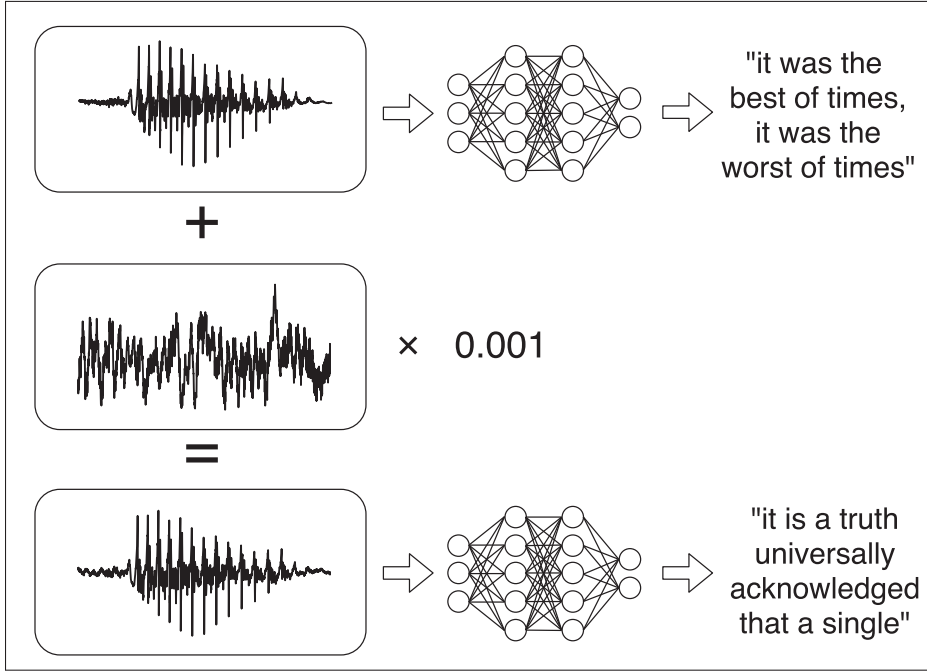 "it was the
best of times,
it was the
worst of times"
+
× 0.001
=
"it is a truth
universally
acknowledged
that a single"